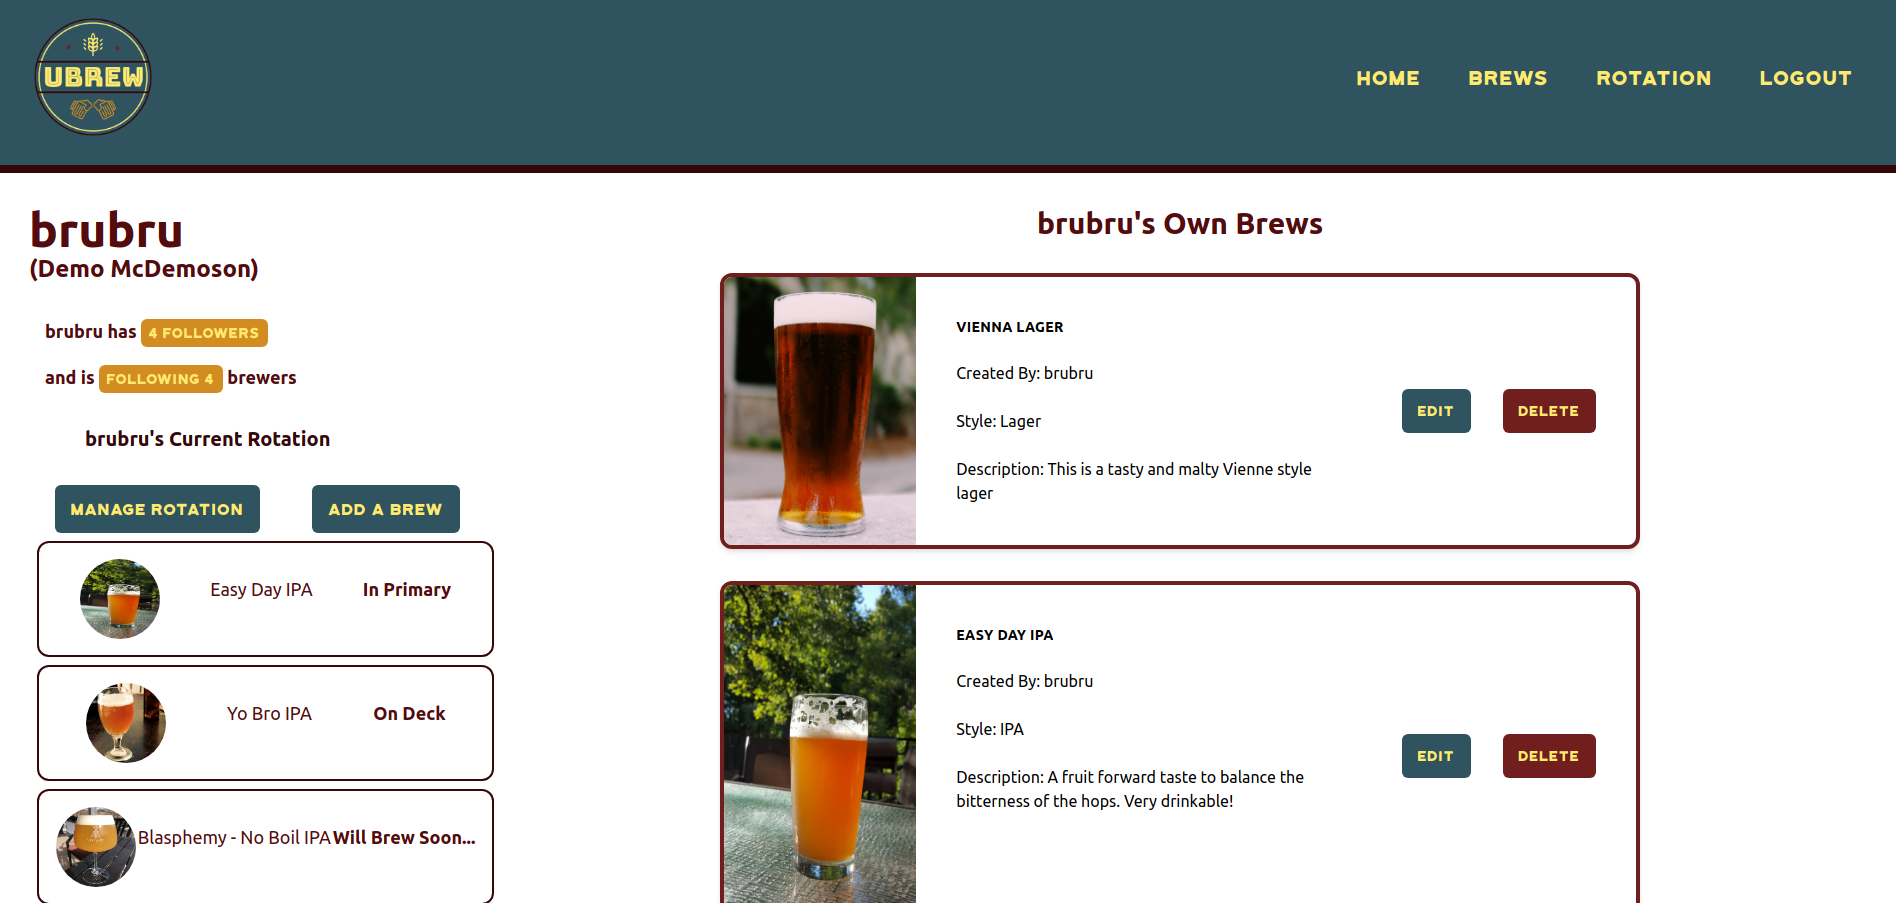 UBREW
HOME
BREWS
ROTATION
LOGOUT
brubru
(Demo McDemoson)
brubru has 4 FOLLOWERS
and is FOLLOWING 4 brewers
brubru's Current Rotation
MANAGE ROTATION
ADD A BREW
Easy Day IPA
In Primary
Yo Bro IPA
On Deck
Blasphemy - No Boil IPA
Will Brew Soon...
brubru's Own Brews
VIENNA LAGER
Created By: brubru
Style: Lager
Description: This is a tasty and malty Vienne style
lager
EDIT
DELETE
EASY DAY IPA
Created By: brubru
Style: IPA
Description: A fruit forward taste to balance the
bitterness of the hops. Very drinkable!
EDIT
DELETE